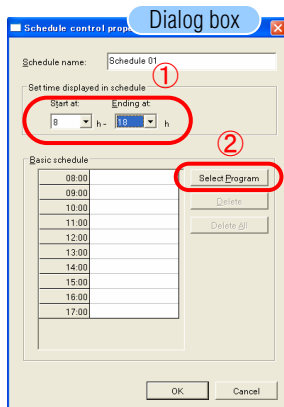 Dialog box
Schedule control prop
Schedule name: Schedule 01
①
Set time displayed in schedule
Start at: Ending at:
8 h - 18 h
②
Basic schedule
Select Program
08:00
09:00
Delete
10:00
11:00
Delete All
12:00
13:00
14:00
15:00
16:00
17:00
OK Cancel